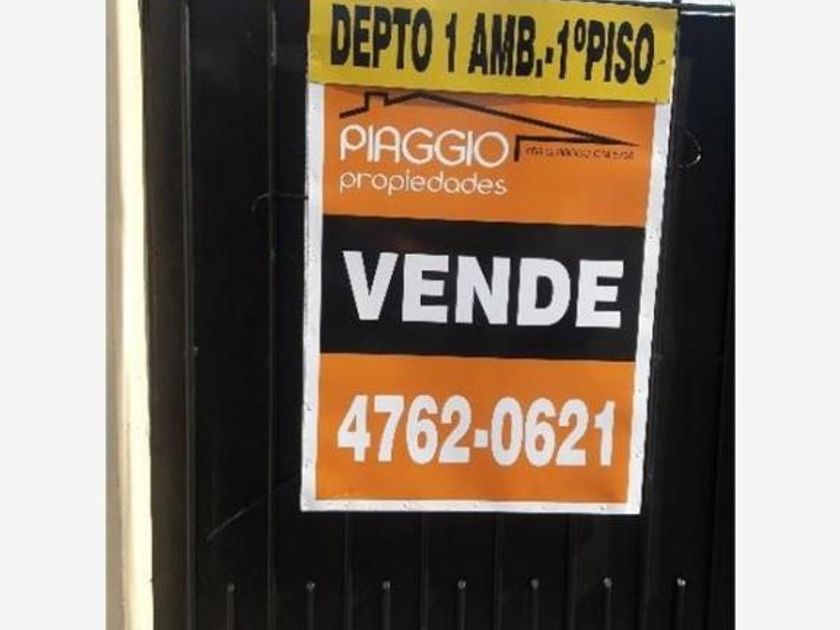 DEPTO 1 AMB.-1ºPISO
PIAGGIO
propiedades
VENDE
4762-0621